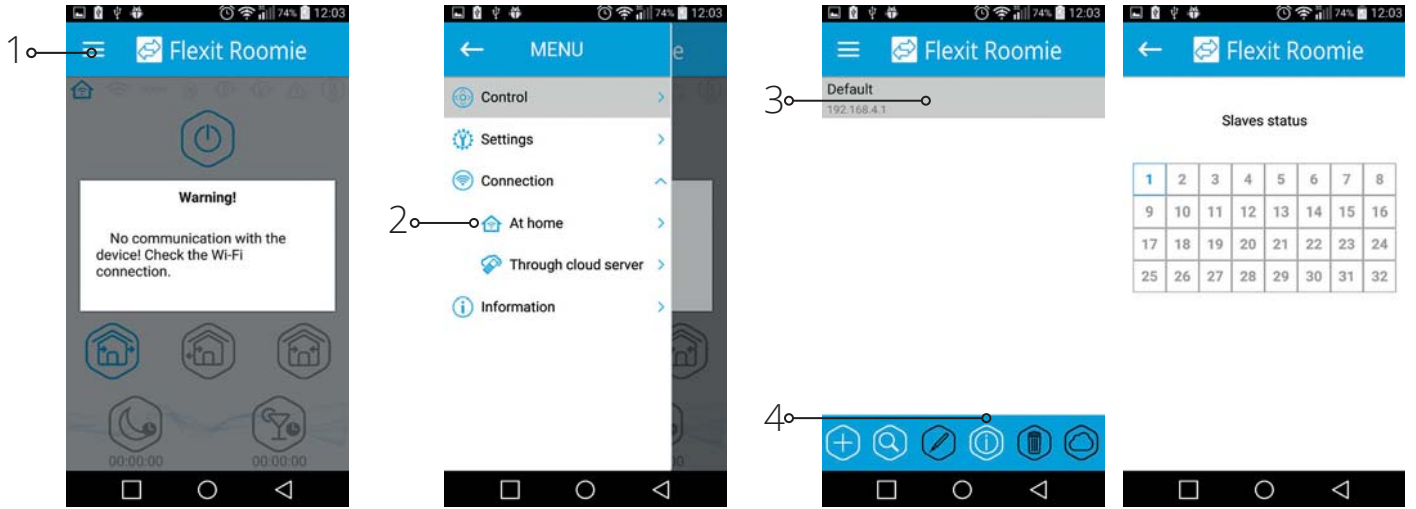 74% 12:03
1
Flexit Roomie
Warning!
No communication with the
device! Check the Wi-Fi
connection.
00:00:00 00:00:00
74% 12:03
MENU
e
Control
Settings
Connection
2
At home
Through cloud server
Information
00
74% 12:03
Flexit Roomie
3
Default
192.168.4.1
4
74% 12:03
Flexit Roomie
Slaves status
1 2 3 4 5 6 7 8
9 10 11 12 13 14 15 16
17 18 19 20 21 22 23 24
25 26 27 28 29 30 31 32